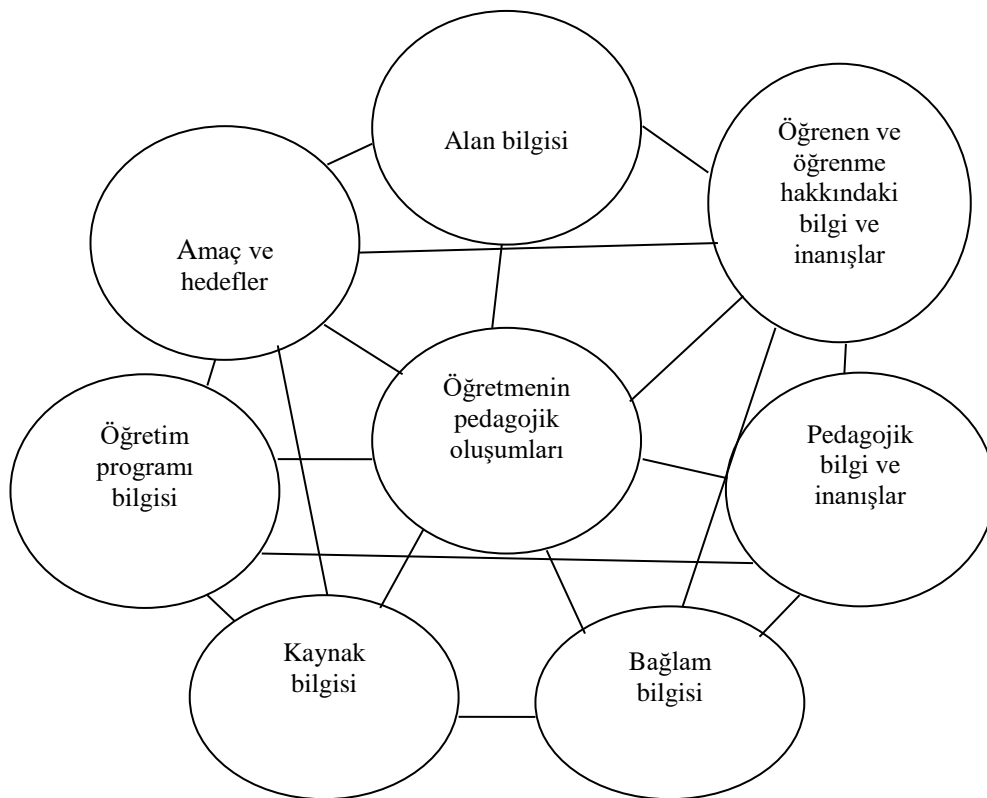 Alan bilgisi
Öğrenen ve
öğrenme
hakkındaki
bilgi ve
inanışlar
Amaç ve
hedefler
Öğretmenin
pedagojik
oluşumları
Öğretim
programı
bilgisi
Pedagojik
bilgi ve
inanışlar
Kaynak
bilgisi
Bağlam
bilgisi